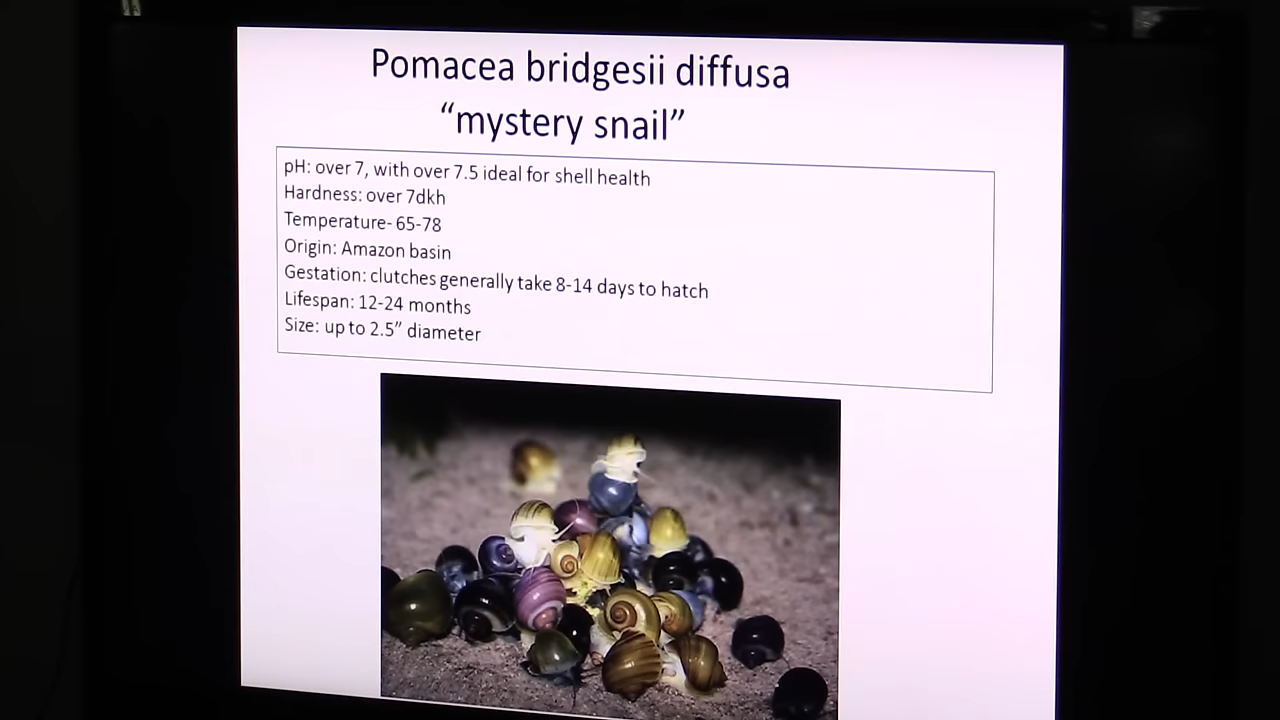 Pomacea bridgesii diffusa
“mystery snail”
pH: over 7, with over 7.5 ideal for shell health
Hardness: over 7dkh
Temperature- 65-78
Origin: Amazon basin
Gestation: clutches generally take 8-14 days to hatch
Lifespan: 12-24 months
Size: up to 2.5” diameter